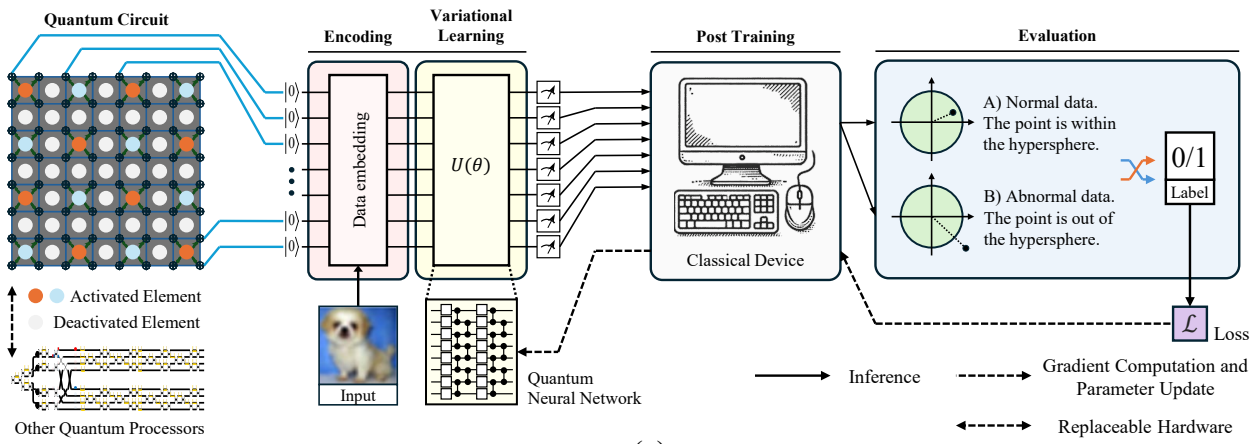 Quantum Circuit
Encoding
Variational
Learning
Post Training
Evaluation
|0⟩
|0⟩
|0⟩
|0⟩
|0⟩
Data embedding
U(θ)
Classical Device
A) Normal data.
The point is within
the hypersphere.
B) Abnormal data.
The point is out of
the hypersphere.
0/1
Label
Activated Element
Deactivated Element
Other Quantum Processors
Input
Quantum
Neural Network
ℒ
Loss
Inference
Gradient Computation and
Parameter Update
Replaceable Hardware